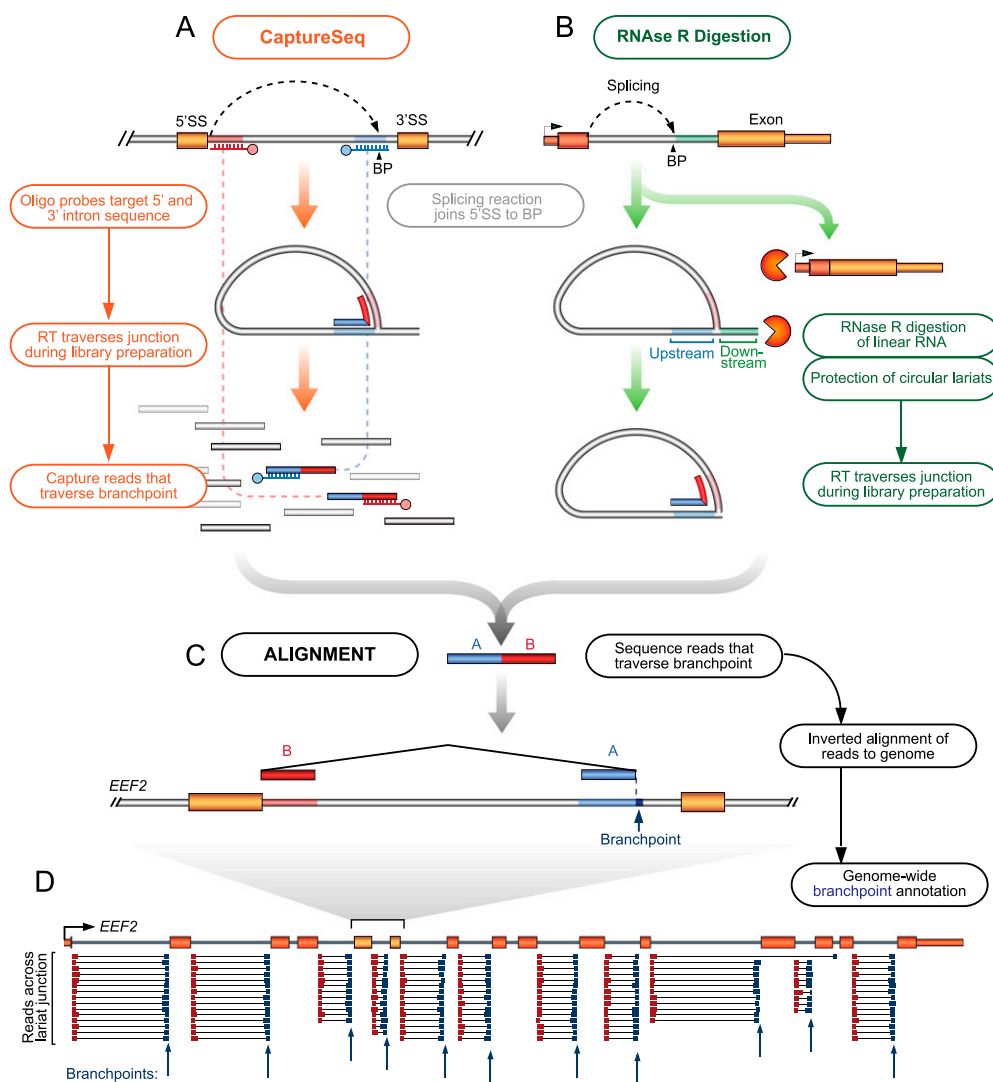 A
CaptureSeq
5'SS
3'SS
BP
Oligo probes target 5' and
3' intron sequence
Splicing reaction
joins 5'SS to BP
RT traverses junction
during library preparation
Capture reads that
traverse branchpoint
B
RNAse R Digestion
Splicing
Exon
BP
Upstream
Down-
stream
RNase R digestion
of linear RNA
Protection of circular lariats
RT traverses junction
during library preparation
C
ALIGNMENT
A
B
Sequence reads that
traverse branchpoint
Inverted alignment of
reads to genome
B
A
EEF2
Branchpoint
Genome-wide
branchpoint annotation
D
EEF2
Reads across
lariat junction
Branchpoints: